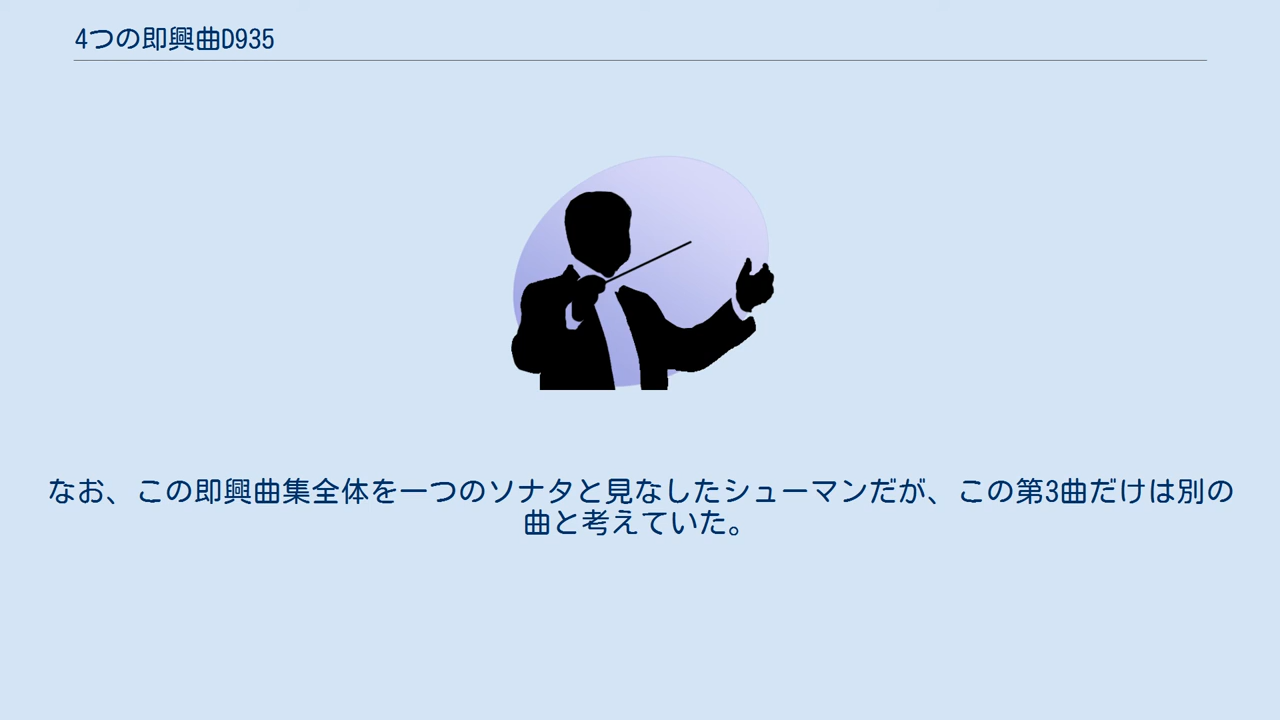 4つの即興曲D935
なお、この即興曲集全体を一つのソナタと見なしたシューマンだが、この第3曲だけは別の
曲と考えていた。